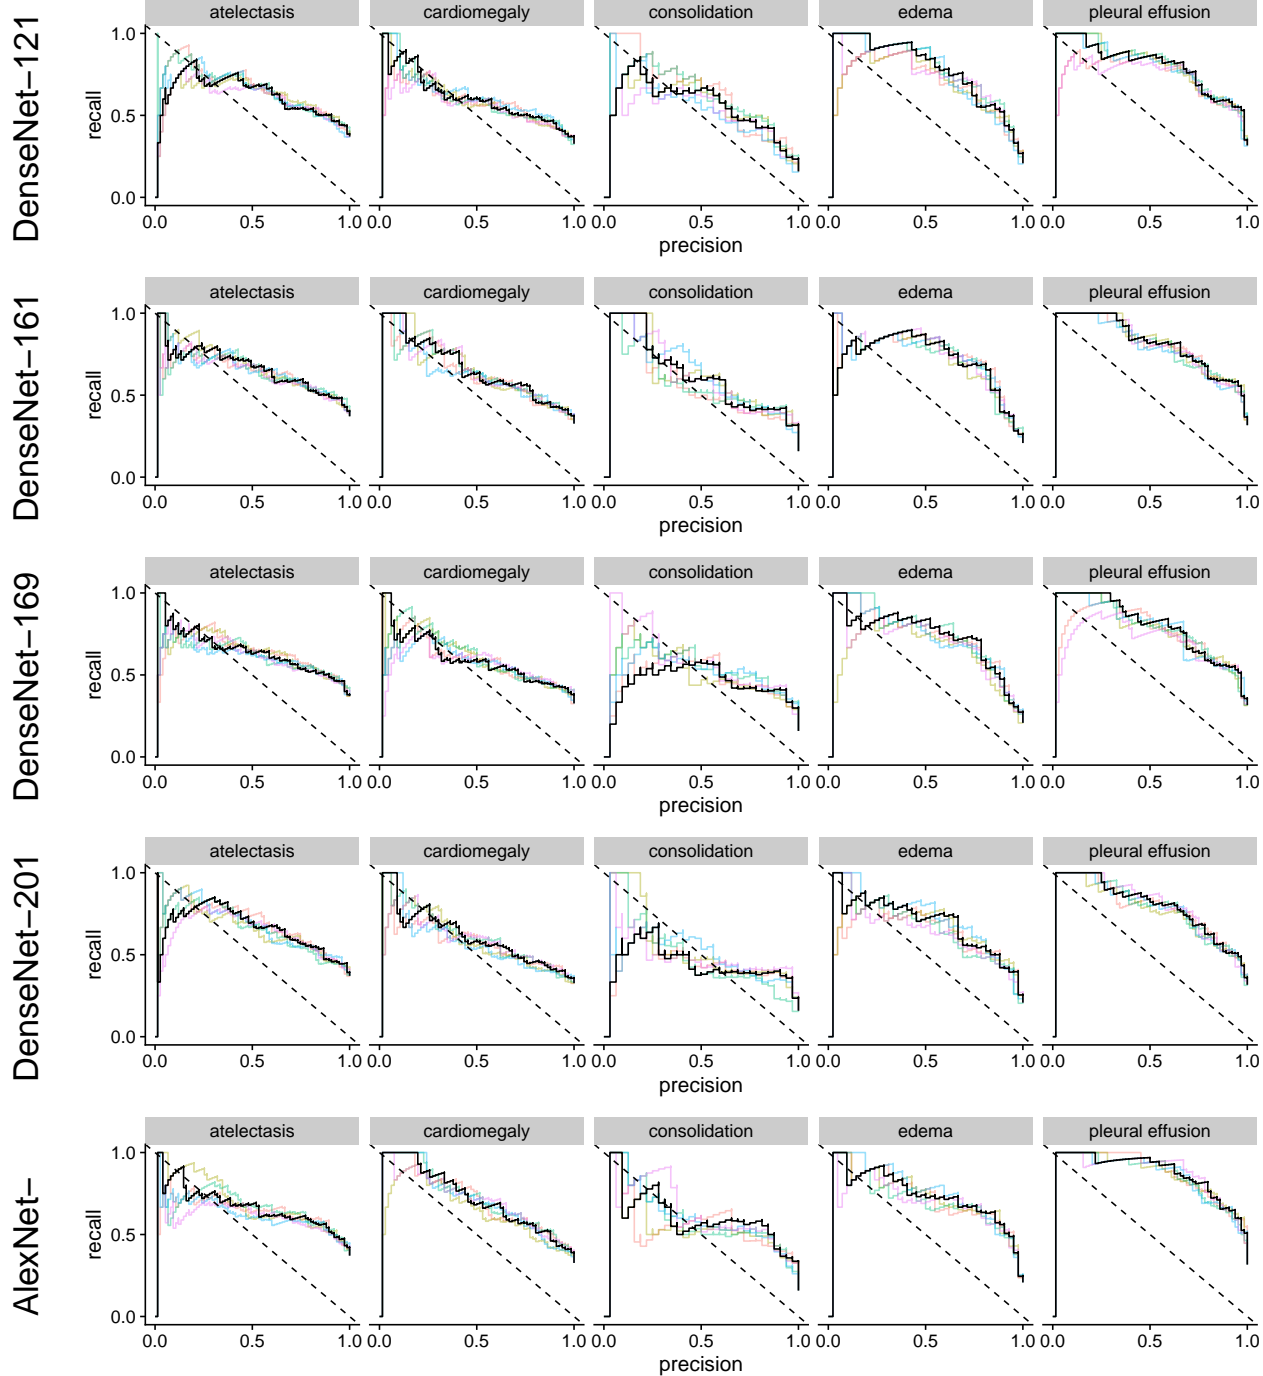 DenseNet−121
atelectasis cardiomegaly consolidation edema pleural effusion
1.0
0.5
0.0
recall
0.0 0.5 1.0 0.0 0.5 1.0 0.0 0.5 1.0 0.0 0.5 1.0 0.0 0.5 1.0
precision
DenseNet−161
atelectasis cardiomegaly consolidation edema pleural effusion
1.0
0.5
0.0
recall
0.0 0.5 1.0 0.0 0.5 1.0 0.0 0.5 1.0 0.0 0.5 1.0 0.0 0.5 1.0
precision
DenseNet−169
atelectasis cardiomegaly consolidation edema pleural effusion
1.0
0.5
0.0
recall
0.0 0.5 1.0 0.0 0.5 1.0 0.0 0.5 1.0 0.0 0.5 1.0 0.0 0.5 1.0
precision
DenseNet−201
atelectasis cardiomegaly consolidation edema pleural effusion
1.0
0.5
0.0
recall
0.0 0.5 1.0 0.0 0.5 1.0 0.0 0.5 1.0 0.0 0.5 1.0 0.0 0.5 1.0
precision
AlexNet−
atelectasis cardiomegaly consolidation edema pleural effusion
1.0
0.5
0.0
recall
0.0 0.5 1.0 0.0 0.5 1.0 0.0 0.5 1.0 0.0 0.5 1.0 0.0 0.5 1.0
precision